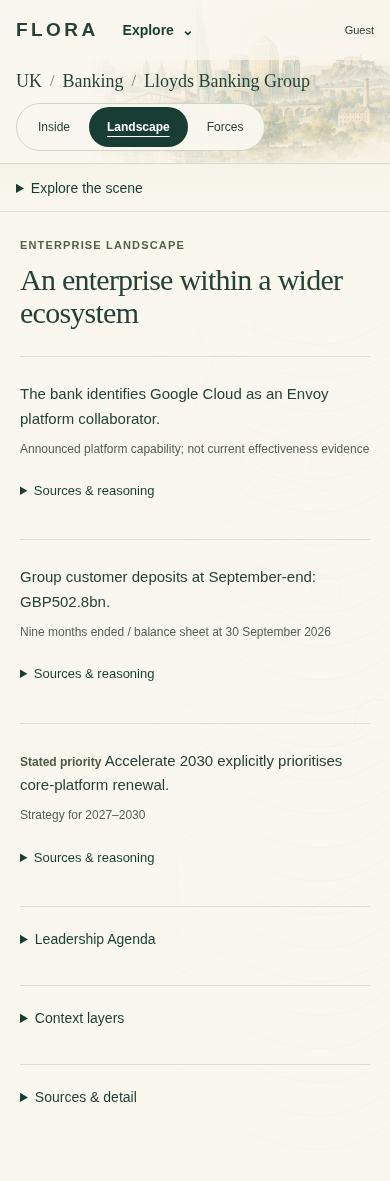 FLORA Explore Guest
UK / Banking / Lloyds Banking Group
Inside Landscape Forces
Explore the scene
ENTERPRISE LANDSCAPE
An enterprise within a wider
ecosystem
The bank identifies Google Cloud as an Envoy
platform collaborator.
Announced platform capability; not current effectiveness evidence
Sources & reasoning
Group customer deposits at September-end:
GBP502.8bn.
Nine months ended / balance sheet at 30 September 2026
Sources & reasoning
Stated priority Accelerate 2030 explicitly prioritises
core-platform renewal.
Strategy for 2027–2030
Sources & reasoning
Leadership Agenda
Context layers
Sources & detail